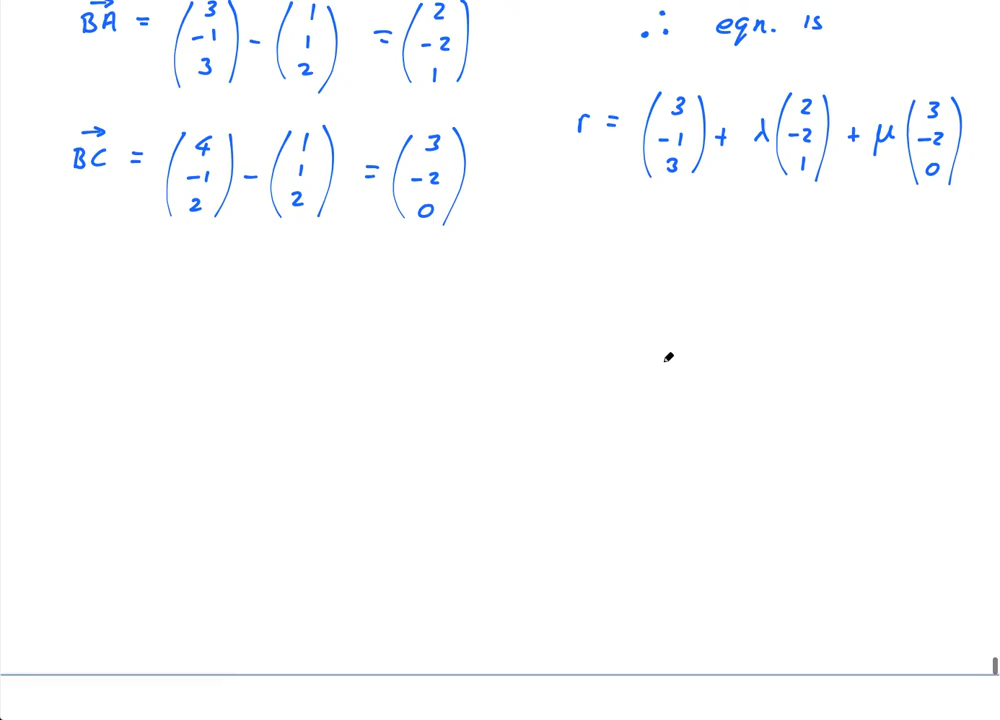 BA⃗ = (3 -1 3) - (1 1 2) = (2 -2 1)
BC⃗ = (4 -1 2) - (1 1 2) = (3 -2 0)
∴ eqn. is
r = (3 -1 3) + λ (2 -2 1) + μ (3 -2 0)